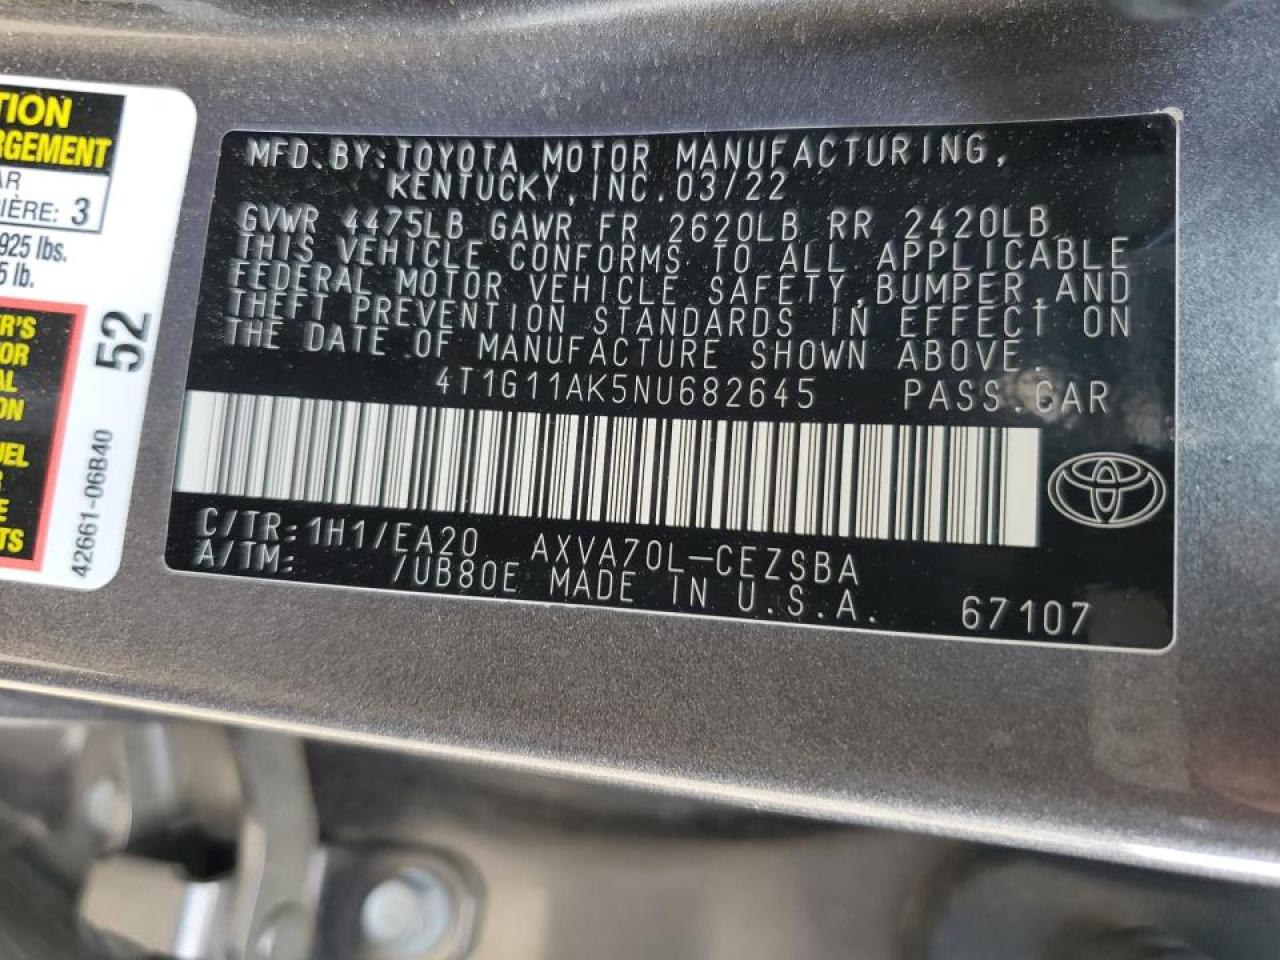 TION
RGEMENT
AR
IÈRE: 3
925 lbs.
5 lb.
ER'S
TOR
AL
ON
UEL
R
E
TS
52
42661-06B40
MFD.BY:TOYOTA MOTOR MANUFACTURING,
KENTUCKY,INC.03/22
GVWR 4475LB GAWR FR 2620LB RR 2420LB
THIS VEHICLE CONFORMS TO ALL APPLICABLE
FEDERAL MOTOR VEHICLE SAFETY,BUMPER,AND
THEFT PREVENTION STANDARDS IN EFFECT ON
THE DATE OF MANUFACTURE SHOWN ABOVE.
4T1G11AK5NU682645 PASS.CAR
C/TR:1H1/EA20 AXVA70L-CEZSBA
A/TM: /UB80E MADE IN U.S.A. 67107